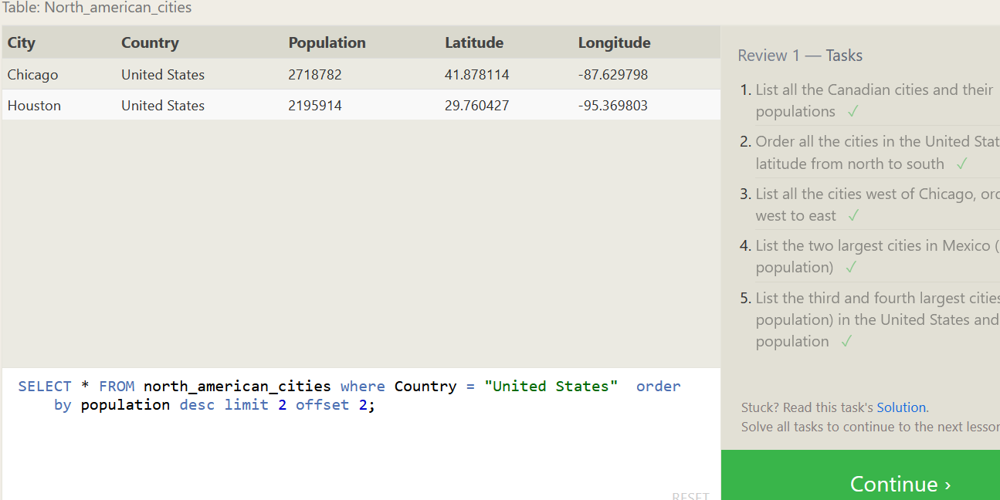 Table: North_american_cities
City Country Population Latitude Longitude
Chicago United States 2718782 41.878114 -87.629798
Houston United States 2195914 29.760427 -95.369803
SELECT * FROM north_american_cities where Country = "United States" order
by population desc limit 2 offset 2;
RESET
Review 1 — Tasks
1. List all the Canadian cities and their
populations ✓
2. Order all the cities in the United
latitude from north to south ✓
3. List all the cities west of Chicago,
west to east ✓
4. List the two largest cities in Mexico (
population) ✓
5. List the third and fourth largest
population) in the United States and
population ✓
Stuck? Read this task's Solution.
Solve all tasks to continue to the next
Continue ›